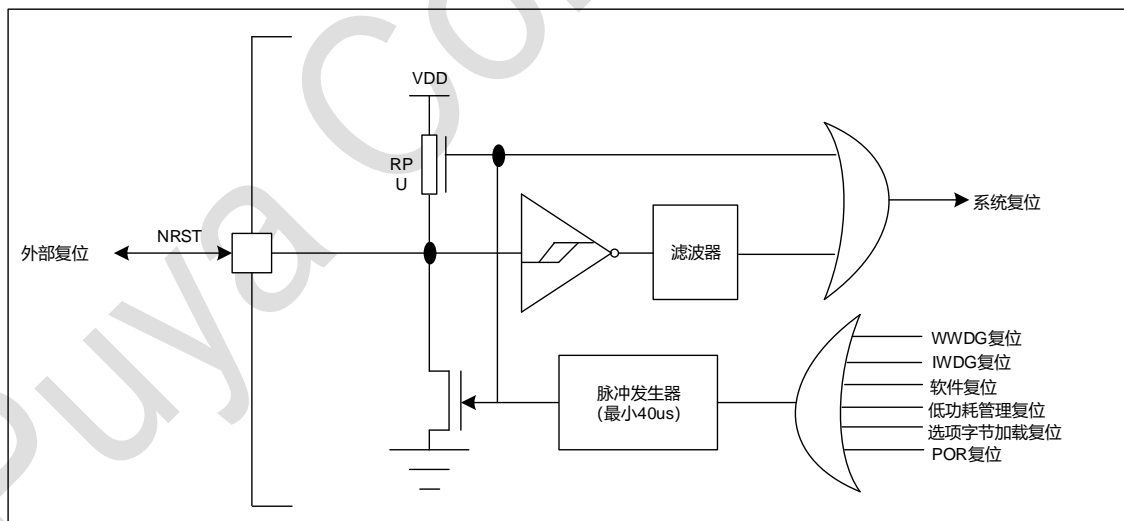 Puya Co
VDD
RP
U
外部复位
NRST
滤波器
系统复位
脉冲发生器
(最小40us)
WWDG复位
IWDG复位
软件复位
低功耗管理复位
选项字节加载复位
POR复位